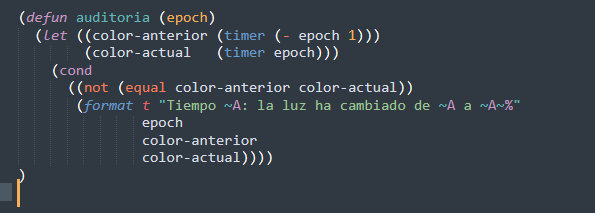 (defun auditoria (epoch)
  (let ((color-anterior (timer (- epoch 1)))
        (color-actual   (timer epoch)))
    (cond
      ((not (equal color-anterior color-actual))
       (format t "Tiempo ~A: la luz ha cambiado de ~A a ~A~%"
               epoch
               color-anterior
               color-actual))))
)